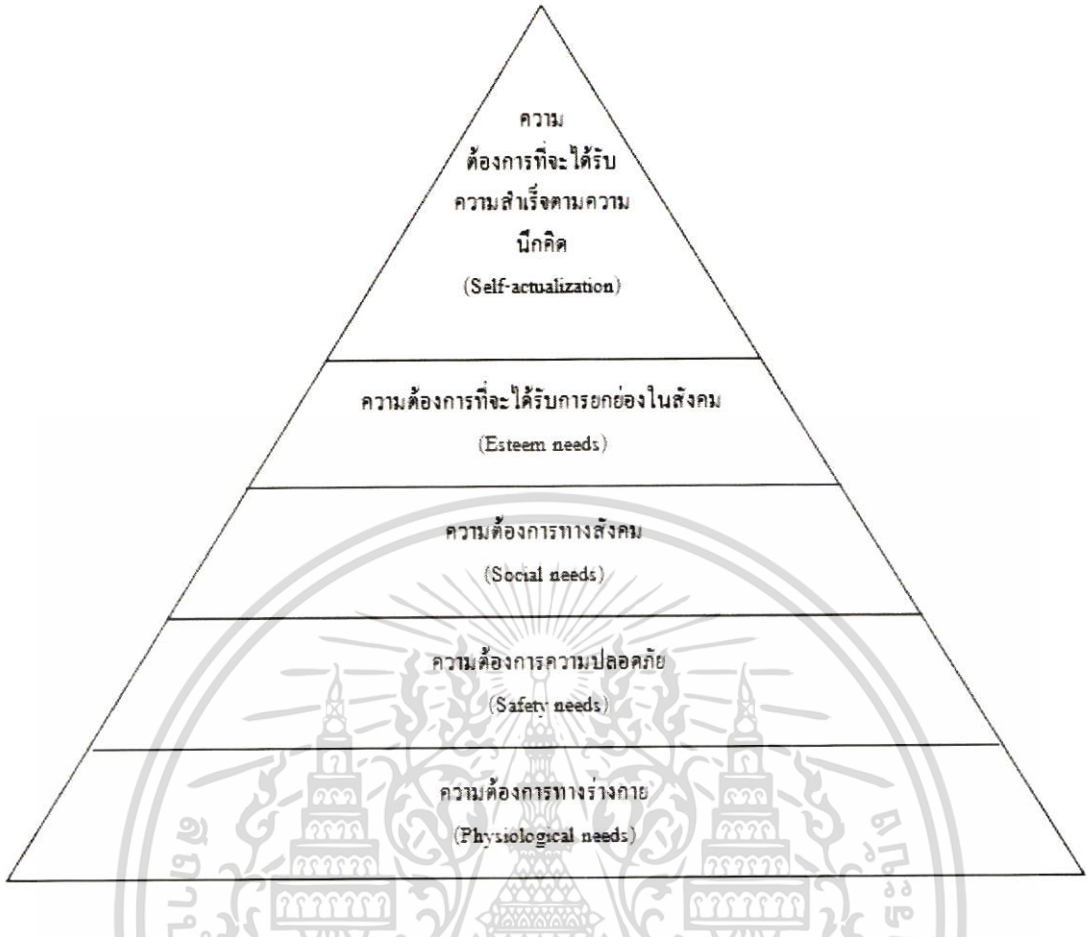 ความ
ต้องการที่จะได้รับ
ความสำเร็จตามความ
นึกคิด
(Self-actualization)
ความต้องการที่จะได้รับการยกย่องในสังคม
(Esteem needs)
ความต้องการทางสังคม
(Social needs)
ความต้องการความปลอดภัย
(Safety needs)
ความต้องการทางร่างกาย
(Physiological needs)